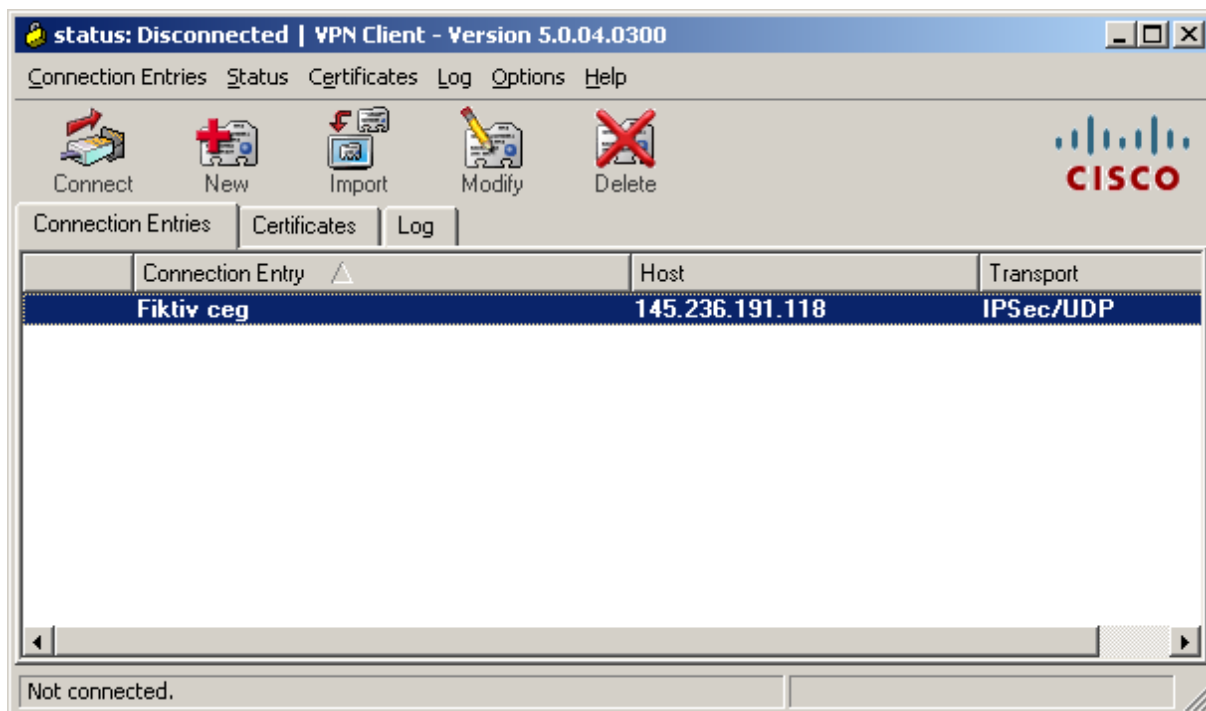 status: Disconnected | VPN Client - Version 5.0.04.0300
Connection Entries Status Certificates Log Options Help
Connect New Import Modify Delete
CISCO
Connection Entries Certificates Log
Connection Entry Host Transport
Fiktiv ceg 145.236.191.118 IPSec/UDP
Not connected.